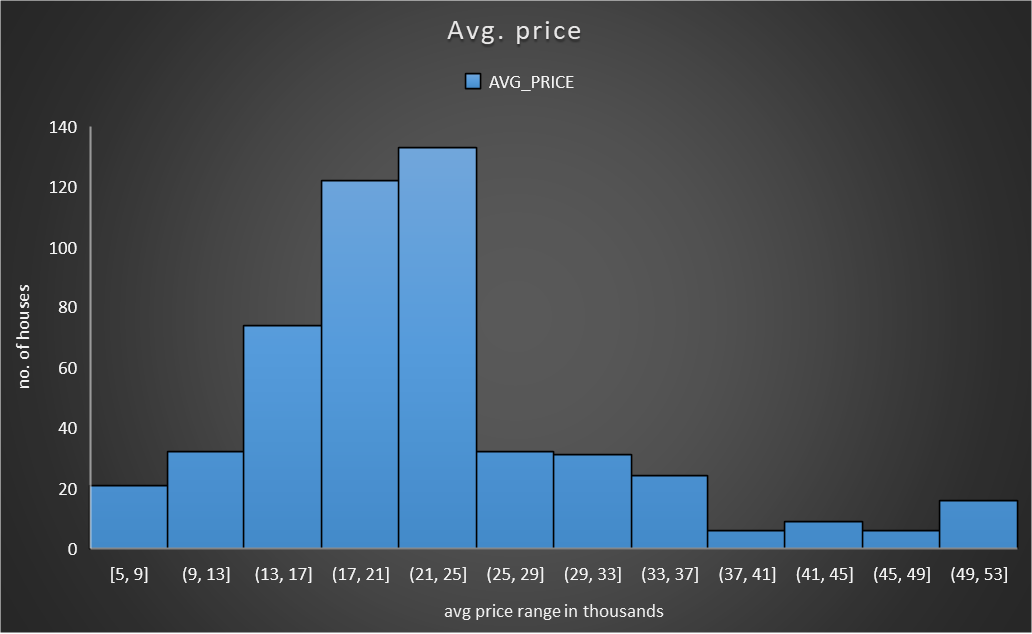 Avg. price
AVG_PRICE
140
120
100
80
60
40
20
0
no. of houses
[5, 9] (9, 13] (13, 17] (17, 21] (21, 25] (25, 29] (29, 33] (33, 37] (37, 41] (41, 45] (45, 49] (49, 53]
avg price range in thousands